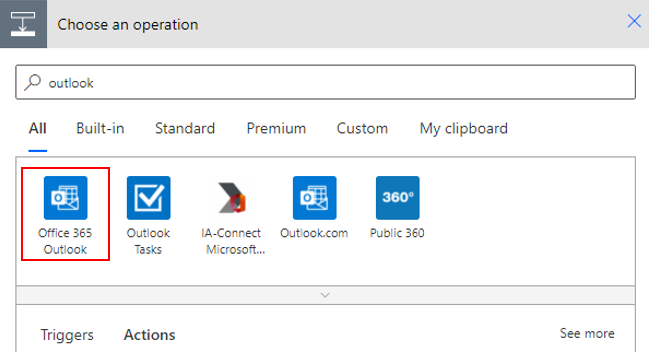 Choose an operation
outlook
All Built-in Standard Premium Custom My clipboard
360°
Office 365
Outlook
Outlook
Tasks
IA-Connect
Microsoft...
Outlook.com
Public 360
Triggers Actions See more